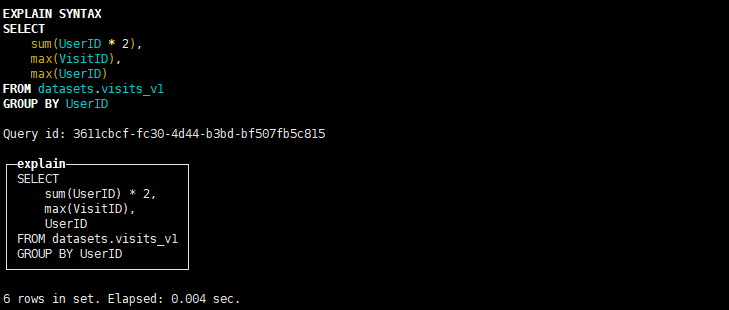 EXPLAIN SYNTAX
SELECT
    sum(UserID * 2),
    max(VisitID),
    max(UserID)
FROM datasets.visits_v1
GROUP BY UserID
Query id: 3611cbcf-fc30-4d44-b3bd-bf507fb5c815
explain
SELECT
    sum(UserID) * 2,
    max(VisitID),
    UserID
FROM datasets.visits_v1
GROUP BY UserID
6 rows in set. Elapsed: 0.004 sec.